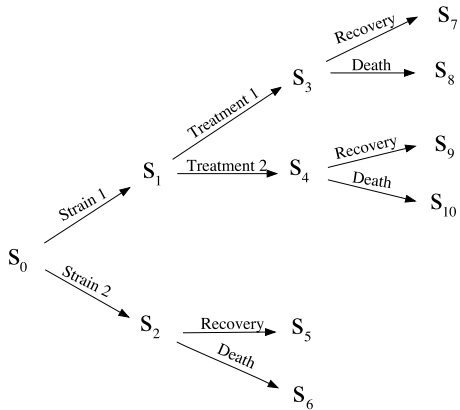 Recovery S7
S8
Death
Treatment 1
S3
Recovery S9
S1
Treatment 2 S4
Death
S10
Strain 1
S0
Strain 2
S2
Recovery S5
Death
S6